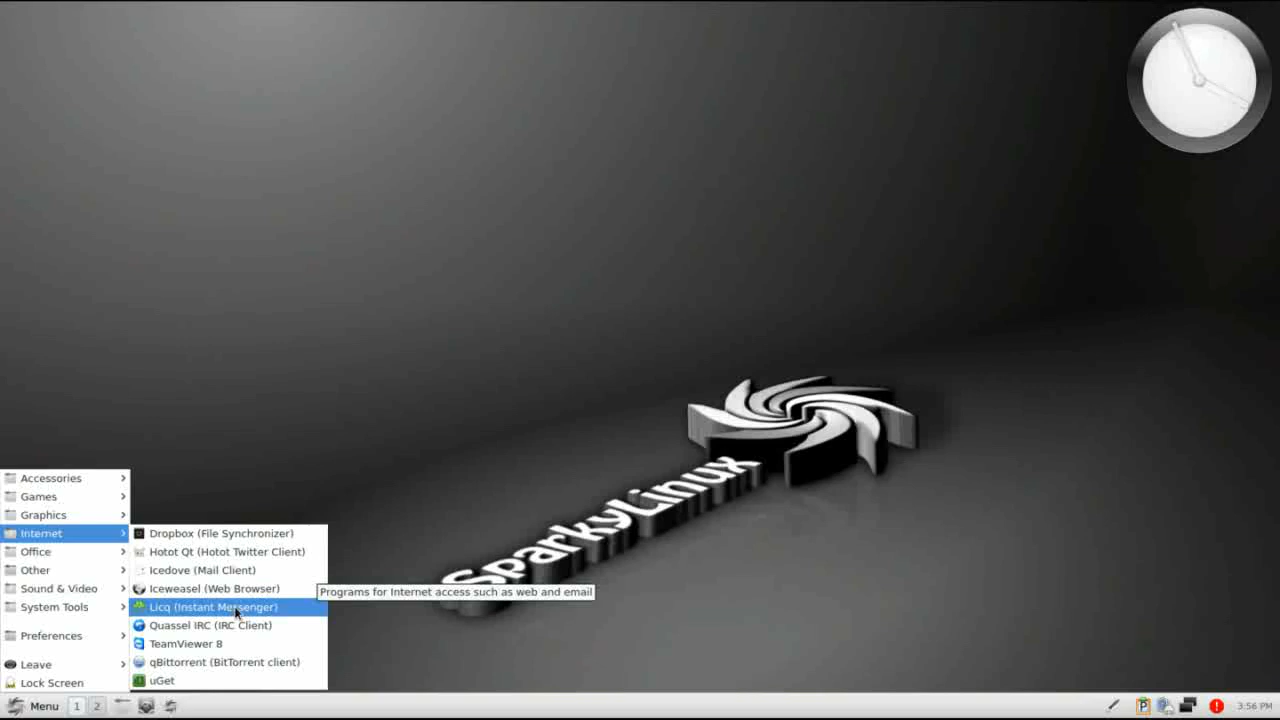 SparkyLinux
Accessories
Games
Graphics
Internet
Office
Other
Sound & Video
System Tools
Preferences
Leave
Lock Screen
Dropbox (File Synchronizer)
Hotot Qt (Hotot Twitter Client)
Icedove (Mail Client)
Iceweasel (Web Browser)
Licq (Instant Messenger)
Quassel IRC (IRC Client)
TeamViewer 8
qBittorrent (BitTorrent client)
uGet
Programs for Internet access such as web and email
Menu 1 2 P 3:56 PM